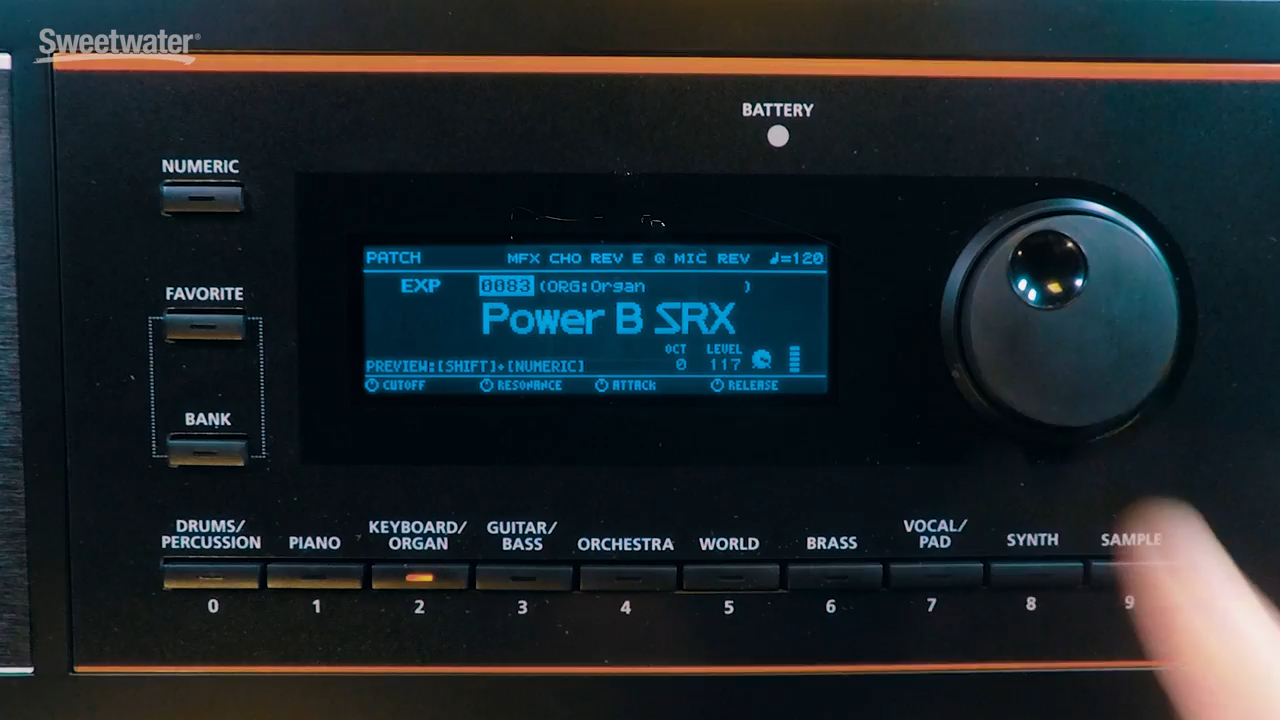 Sweetwater®
BATTERY
NUMERIC
PATCH MFX CHO REV E Q MIC REV ♩=120
EXP 0083 (ORG:Organ )
FAVORITE
Power B SRX
OCT LEVEL
0 117
PREVIEW:[SHIFT]+[NUMERIC]
CUTOFF RESONANCE ATTACK RELEASE
BANK
DRUMS/
PERCUSSION
PIANO
KEYBOARD/
ORGAN
GUITAR/
BASS
ORCHESTRA
WORLD
BRASS
VOCAL/
PAD
SYNTH
SAMPLE
0 1 2 3 4 5 6 7 8 9